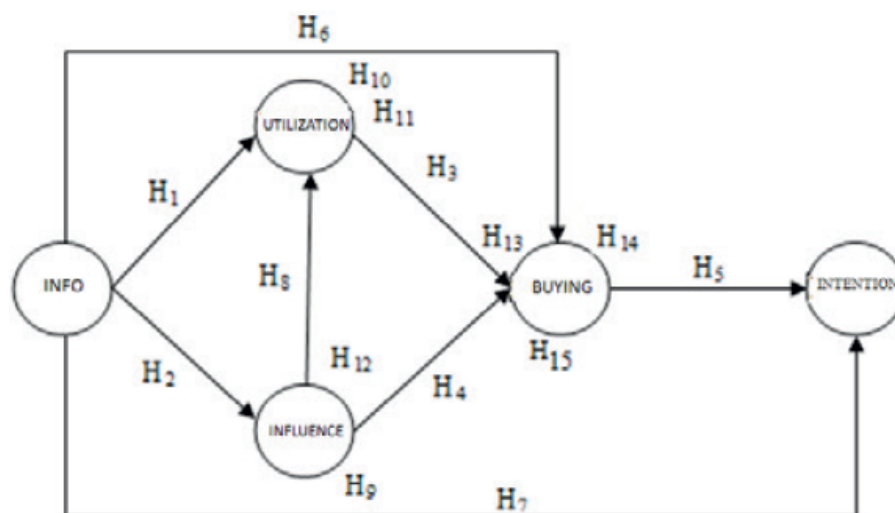 H₆
H₁₀
UTILIZATION
H₁₁
H₁
H₃
H₁₃
H₁₄
INFO
H₈
BUYING
H₅
INTENTION
H₂
H₁₂
H₄
H₁₅
INFLUENCE
H₉
H₇